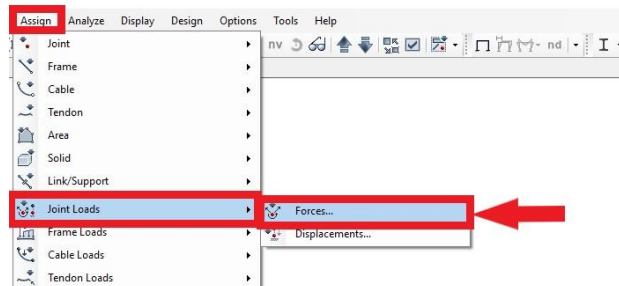 Assign Analyze Display Design Options Tools Help
Joint nv nd
Frame
Cable
Tendon
Area
Solid
Link/Support
Joint Loads Forces...
Frame Loads Displacements...
Cable Loads
Tendon Loads